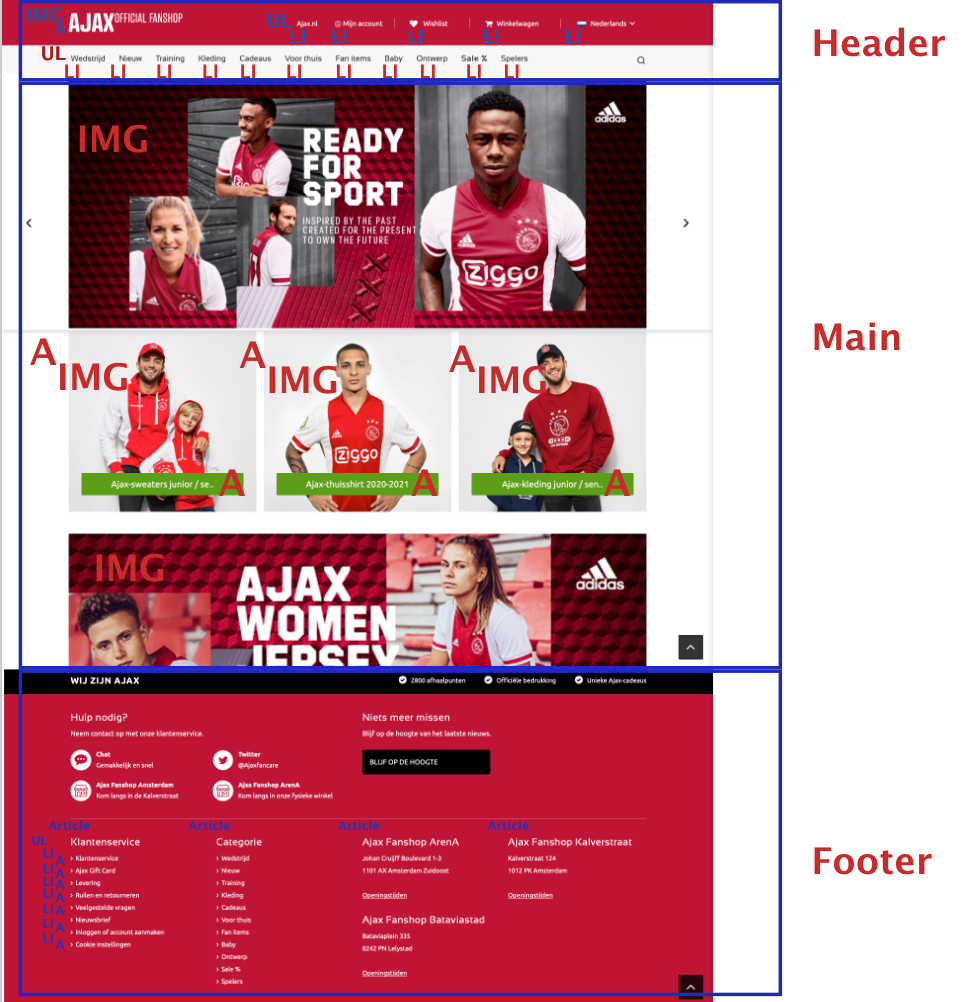 IMG A AJAX OFFICIAL FANSHOP UL Ajax.nl Mijn account Wishlist Winkelwagen Nederlands
LI LI LI LI LI
Header
UL Wedstrijd Nieuw Training Kleding Cadeaus Voor thuis Fan items Baby Ontwerp Sale % Spelers
LI LI LI LI LI LI LI LI LI LI LI
IMG
adidas
READY
FOR
SPORT
INSPIRED BY THE PAST
CREATED FOR THE PRESENT
TO OWN THE FUTURE
Ziggo
Main
A IMG A IMG A IMG
Ziggo
Ajax-sweaters junior / se.. A Ajax-thuisshirt 2020-2021 A Ajax-kleding junior / sen.. A
IMG
adidas
AJAX
WOMEN
JERSEY
WIJ ZIJN AJAX 2800 afhaalpunten Officiële bedrukking Unieke Ajax-cadeaus
Hulp nodig?
Neem contact op met onze klantenservice.
Chat
Gemakkelijk en snel
Twitter
@Ajaxfancare
Ajax Fanshop Amsterdam
Kom langs in de Kalverstraat
Ajax Fanshop ArenA
Kom langs in onze fysieke winkel
Niets meer missen
Blijf op de hoogte van het laatste nieuws.
BLIJF OP DE HOOGTE
Footer
Article Article Article Article
UL Klantenservice
LI A › Klantenservice
LI A › Ajax Gift Card
LI A › Levering
LI A › Ruilen en retourneren
LI A › Veelgestelde vragen
LI A › Nieuwsbrief
LI A › Inloggen of account aanmaken
LI A › Cookie instellingen
Categorie
› Wedstrijd
› Nieuw
› Training
› Kleding
› Cadeaus
› Voor thuis
› Fan items
› Baby
› Ontwerp
› Sale %
› Spelers
Ajax Fanshop ArenA
Johan Cruijff Boulevard 1-3
1101 AX Amsterdam Zuidoost
Openingstijden
Ajax Fanshop Bataviastad
Bataviaplein 335
8242 PN Lelystad
Openingstijden
Ajax Fanshop Kalverstraat
Kalverstraat 124
1012 PK Amsterdam
Openingstijden